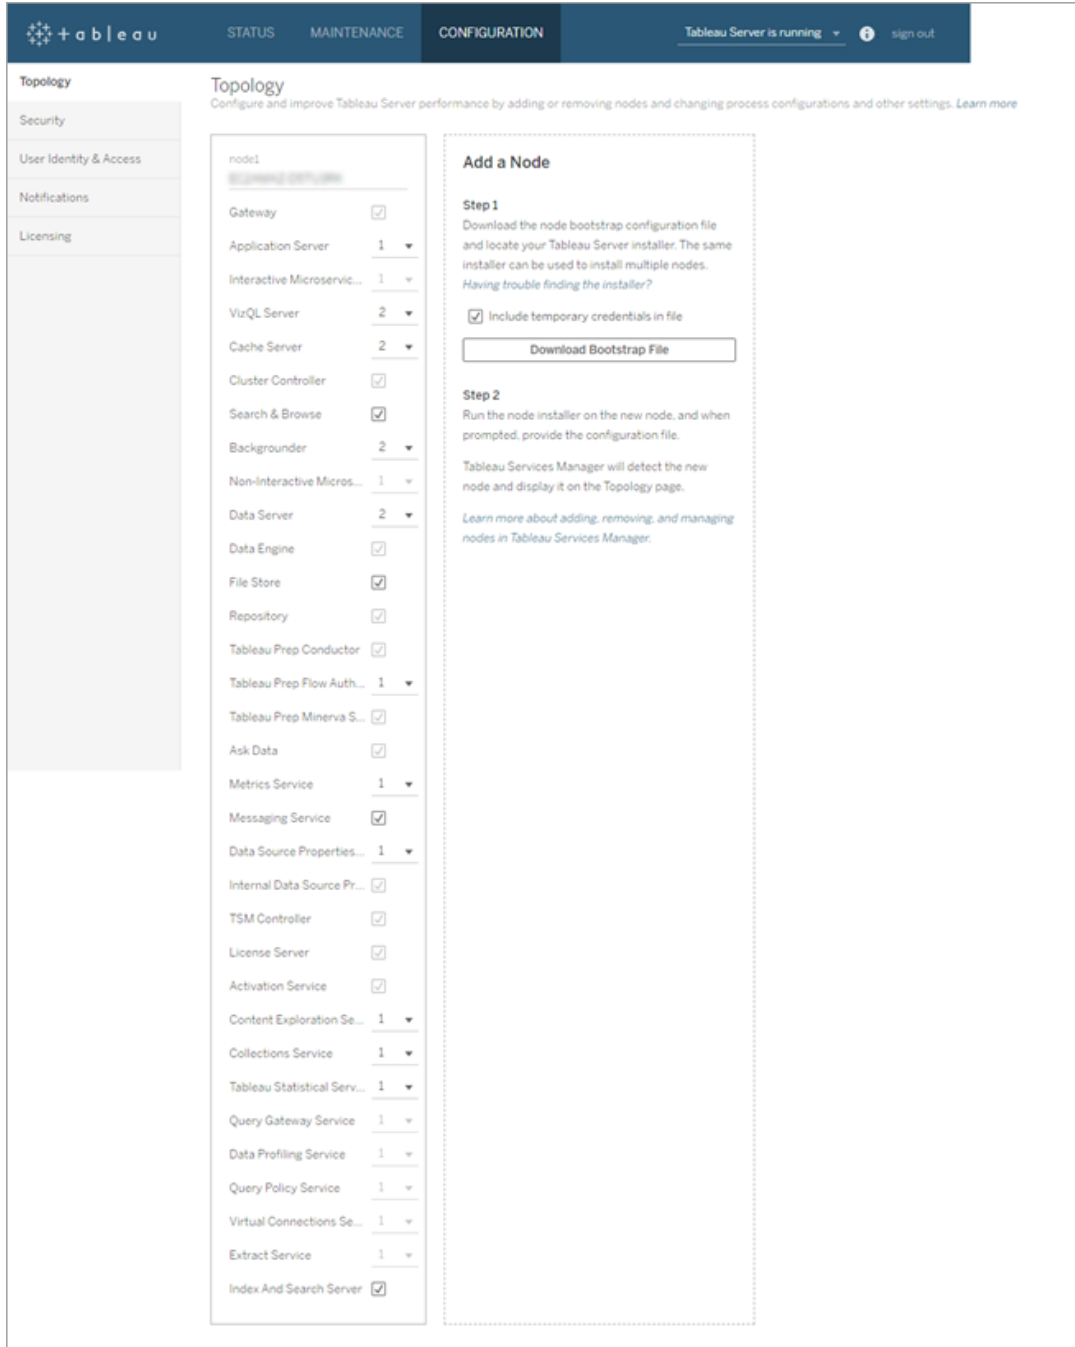 + a b l e a u
STATUS MAINTENANCE CONFIGURATION Tableau Server is running sign out
Topology
Security
User Identity & Access
Notifications
Licensing
Topology
Configure and improve Tableau Server performance by adding or removing nodes and changing process configurations and other settings. Learn more
node1
Gateway
Application Server 1
Interactive Microservic... 1
VizQL Server 2
Cache Server 2
Cluster Controller
Search & Browse
Backgrounder 2
Non-Interactive Micros... 1
Data Server 2
Data Engine
File Store
Repository
Tableau Prep Conductor
Tableau Prep Flow Auth... 1
Tableau Prep Minerva S...
Ask Data
Metrics Service 1
Messaging Service
Data Source Properties... 1
Internal Data Source Pr...
TSM Controller
License Server
Activation Service
Content Exploration Se... 1
Collections Service 1
Tableau Statistical Serv... 1
Query Gateway Service 1
Data Profiling Service 1
Query Policy Service 1
Virtual Connections Se... 1
Extract Service 1
Index And Search Server
Add a Node
Step 1
Download the node bootstrap configuration file
and locate your Tableau Server installer. The same
installer can be used to install multiple nodes.
Having trouble finding the installer?
Include temporary credentials in file
Download Bootstrap File
Step 2
Run the node installer on the new node, and when
prompted, provide the configuration file.
Tableau Services Manager will detect the new
node and display it on the Topology page.
Learn more about adding, removing, and managing
nodes in Tableau Services Manager.